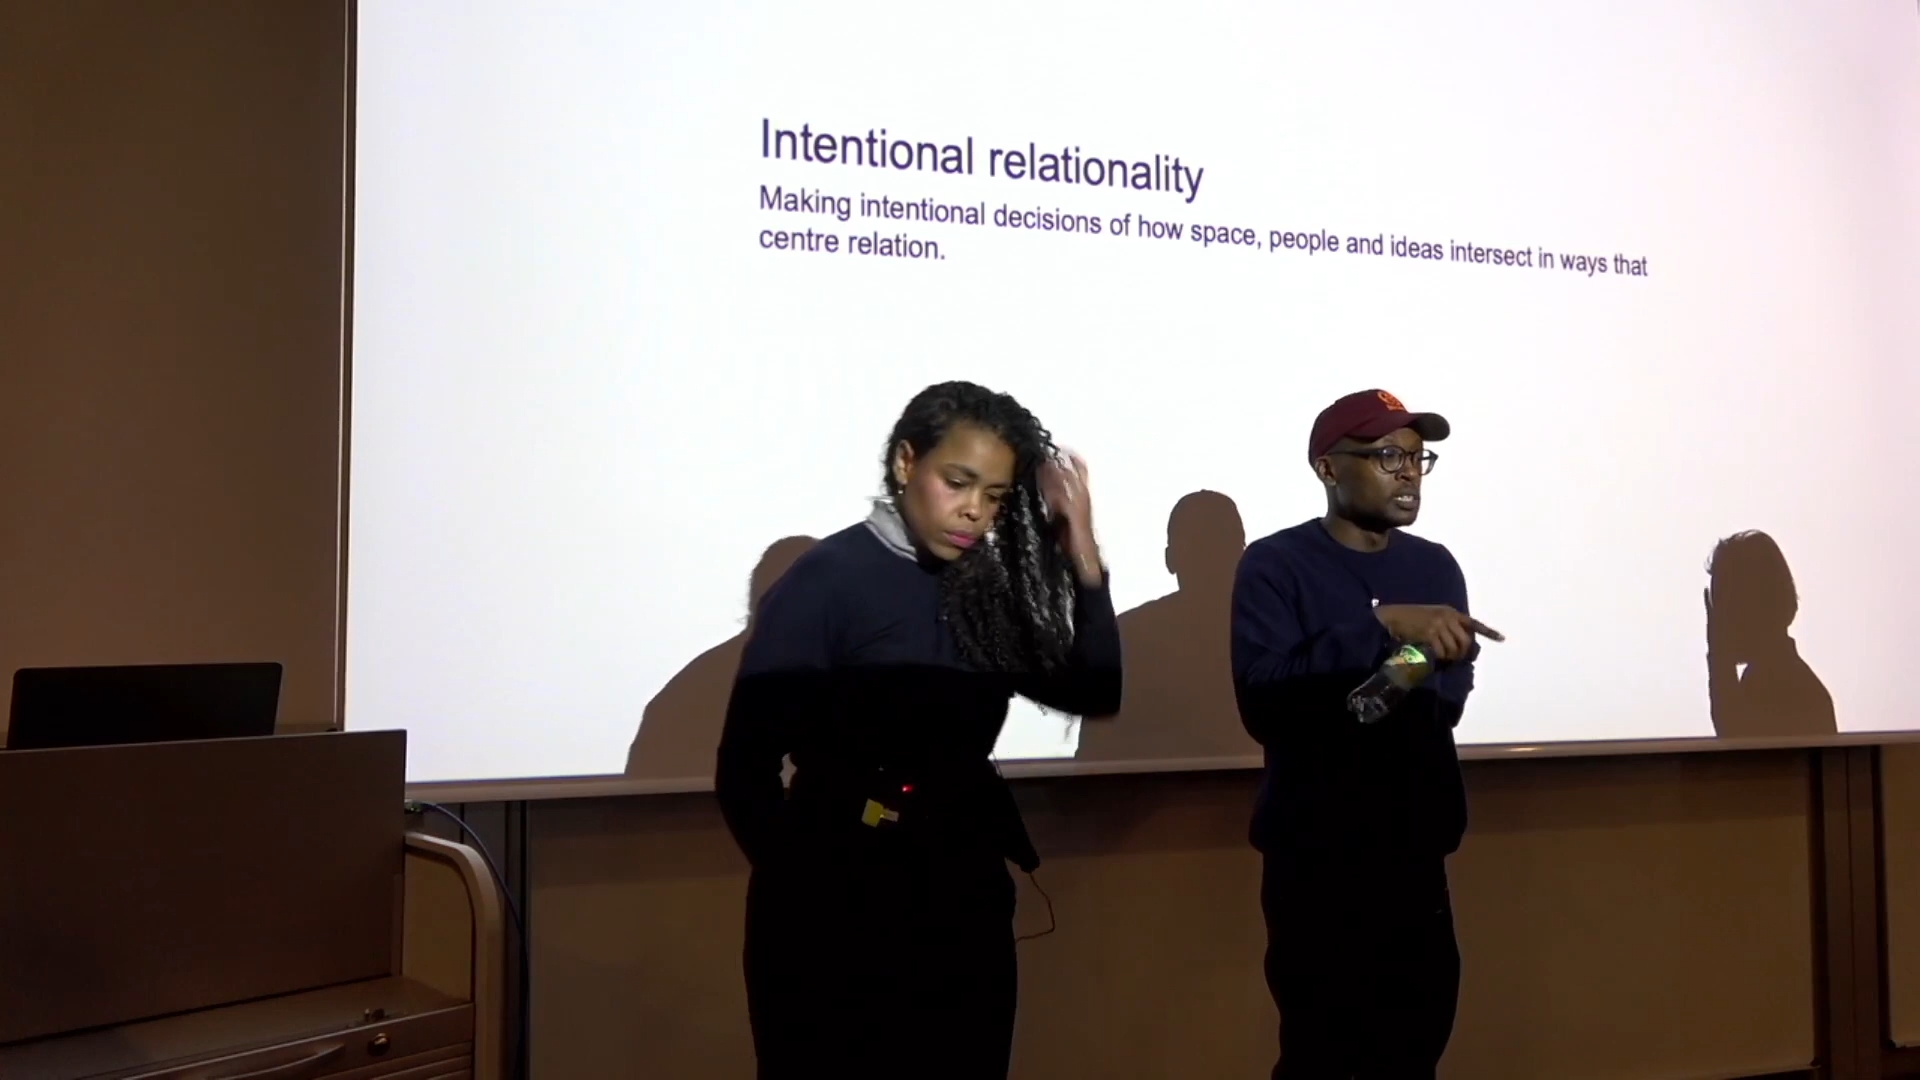 Intentional relationality
Making intentional decisions of how space, people and ideas intersect in ways that
centre relation.